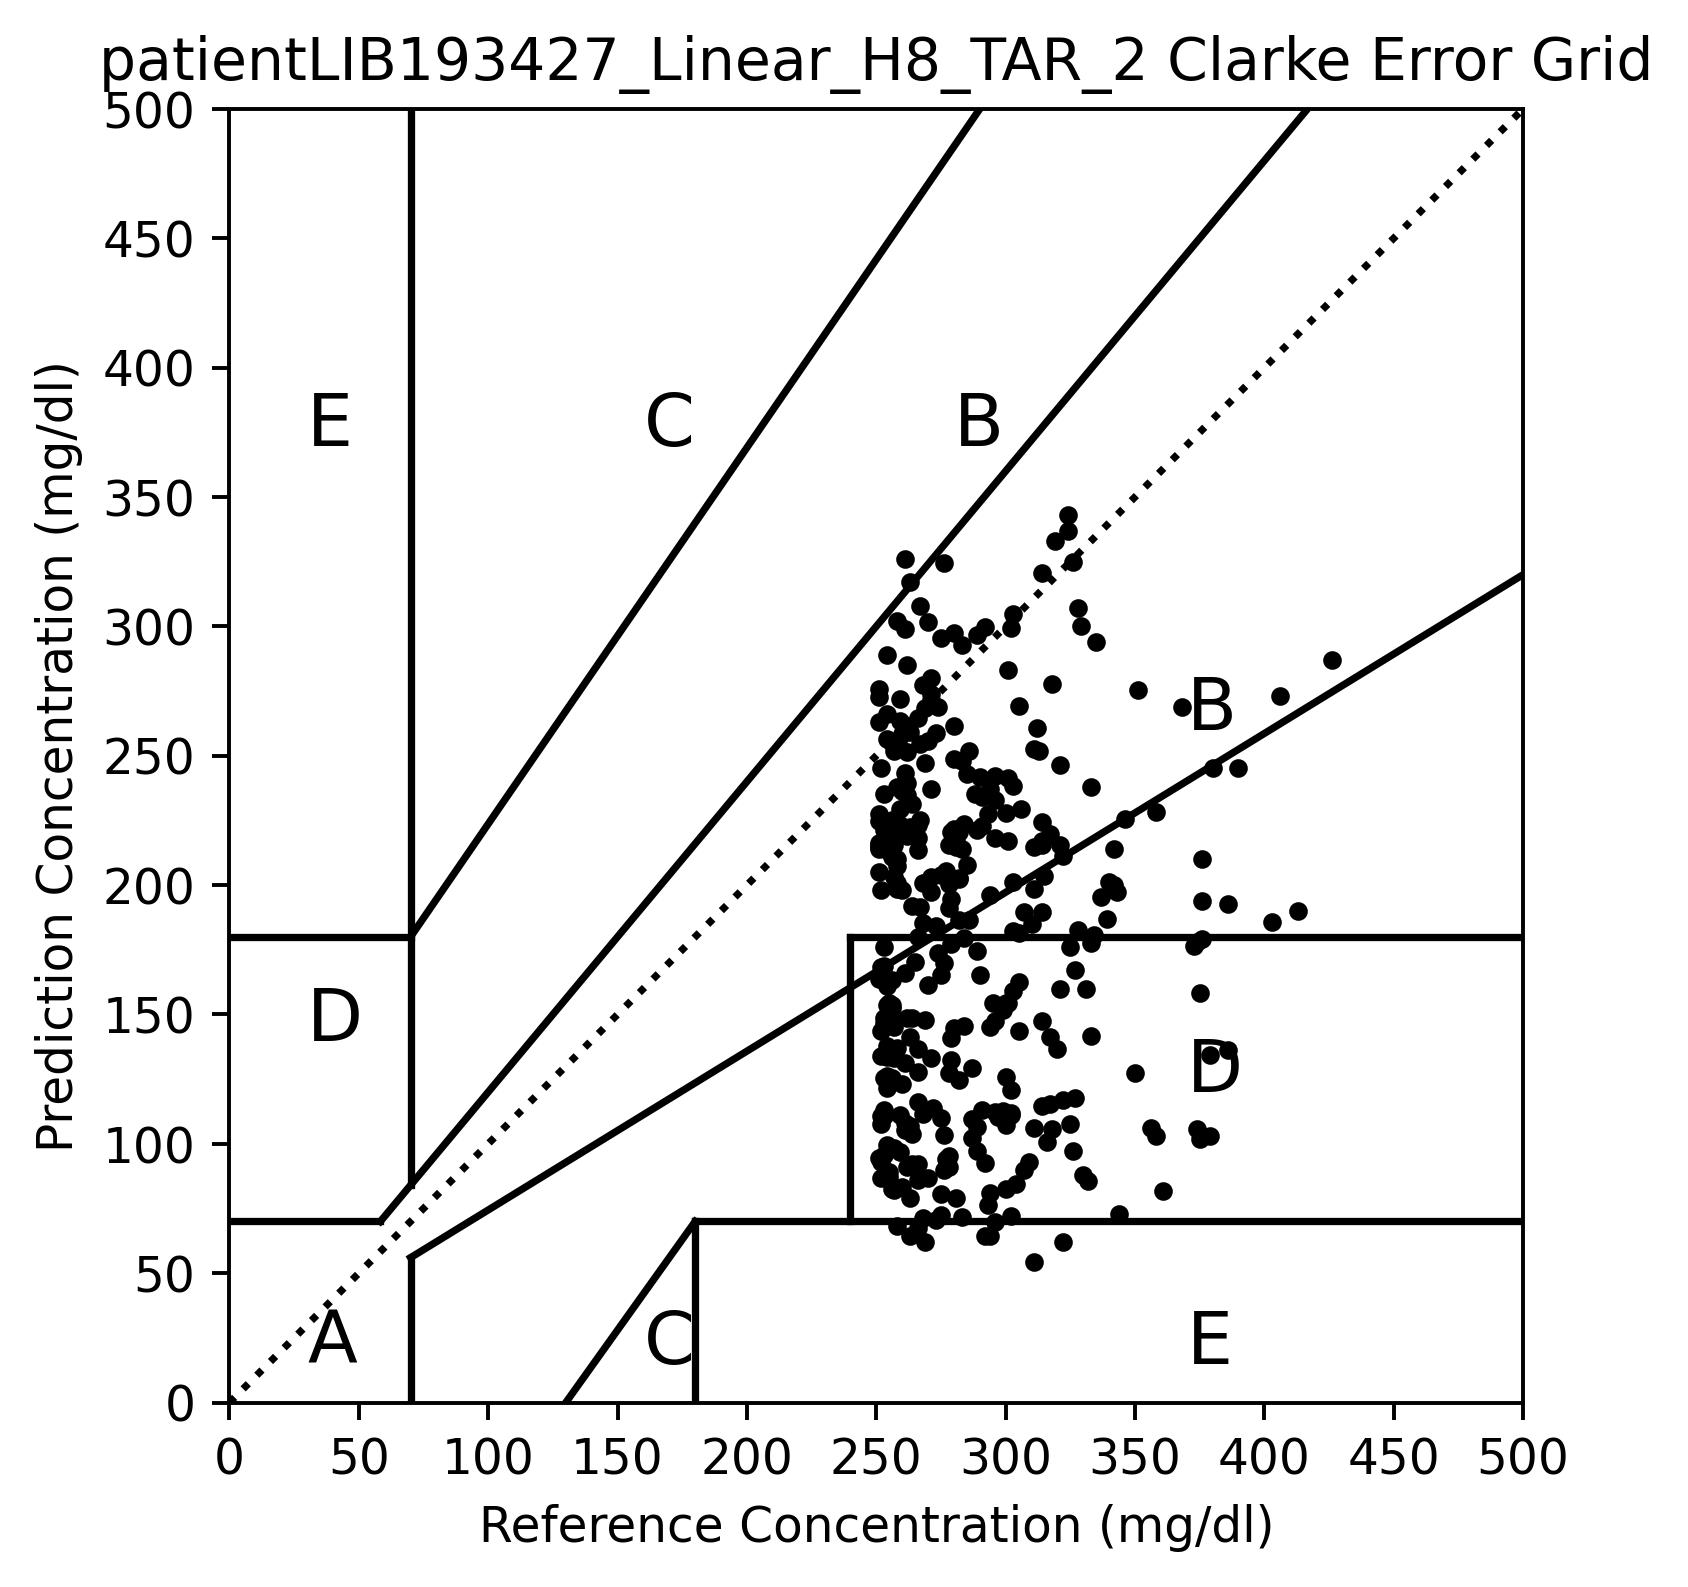 patientLIB193427_Linear_H8_TAR_2 Clarke Error Grid
500
450
400
350
300
250
200
150
100
50
0
Prediction Concentration (mg/dl)
E
C
B
B
D
D
A
C
E
0 50 100 150 200 250 300 350 400 450 500
Reference Concentration (mg/dl)